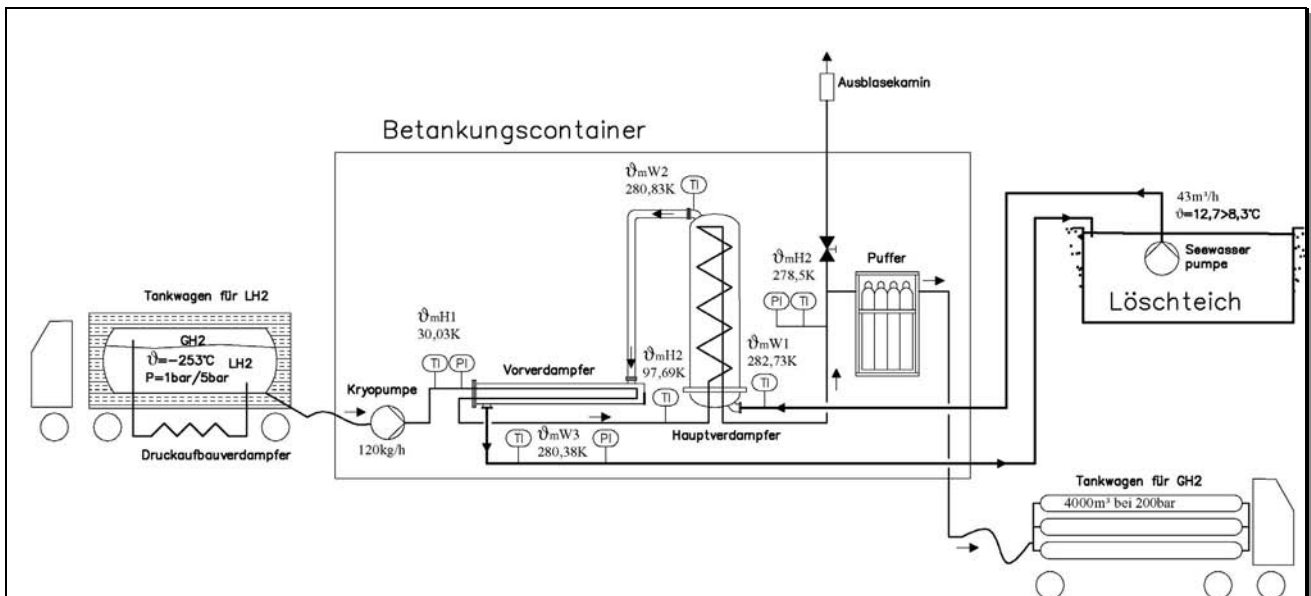 Ausblasekamin
Betankungscontainer
ϑmW2
280,83K
TI
43m³/h
ϑ=12,7>8,3℃
Seewasser
pumpe
Löschteich
ϑmH2
278,5K
PI
TI
Puffer
Tankwagen für LH2
GH2
ϑ=-253℃
LH2
P=1bar/5bar
Druckaufbauverdampfer
ϑmH1
30,03K
TI
PI
Kryopumpe
120kg/h
Vorverdampfer
ϑmH2
97,69K
TI
ϑmW1
282,73K
TI
Hauptverdampfer
TI
ϑmW3
280,38K
PI
Tankwagen für GH2
4000m³ bei 200bar